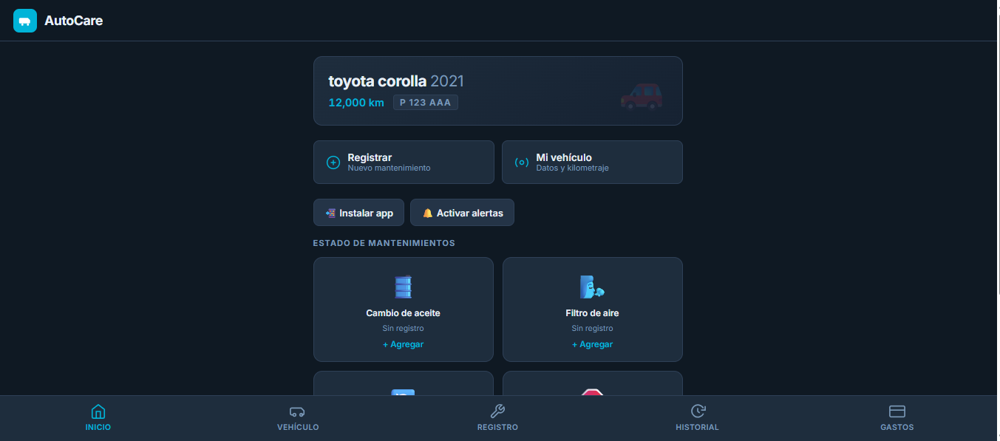 AutoCare
toyota corolla 2021
12,000 km P 123 AAA
Registrar
Nuevo mantenimiento
Mi vehículo
Datos y kilometraje
Instalar app
Activar alertas
ESTADO DE MANTENIMIENTOS
Cambio de aceite
Sin registro
+ Agregar
Filtro de aire
Sin registro
+ Agregar
INICIO
VEHÍCULO
REGISTRO
HISTORIAL
GASTOS